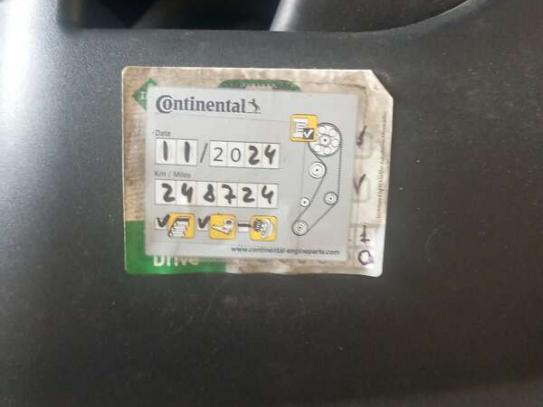 Continental
Date
11/2024
Km / Miles
248724
www.continental-engineparts.com
Drive